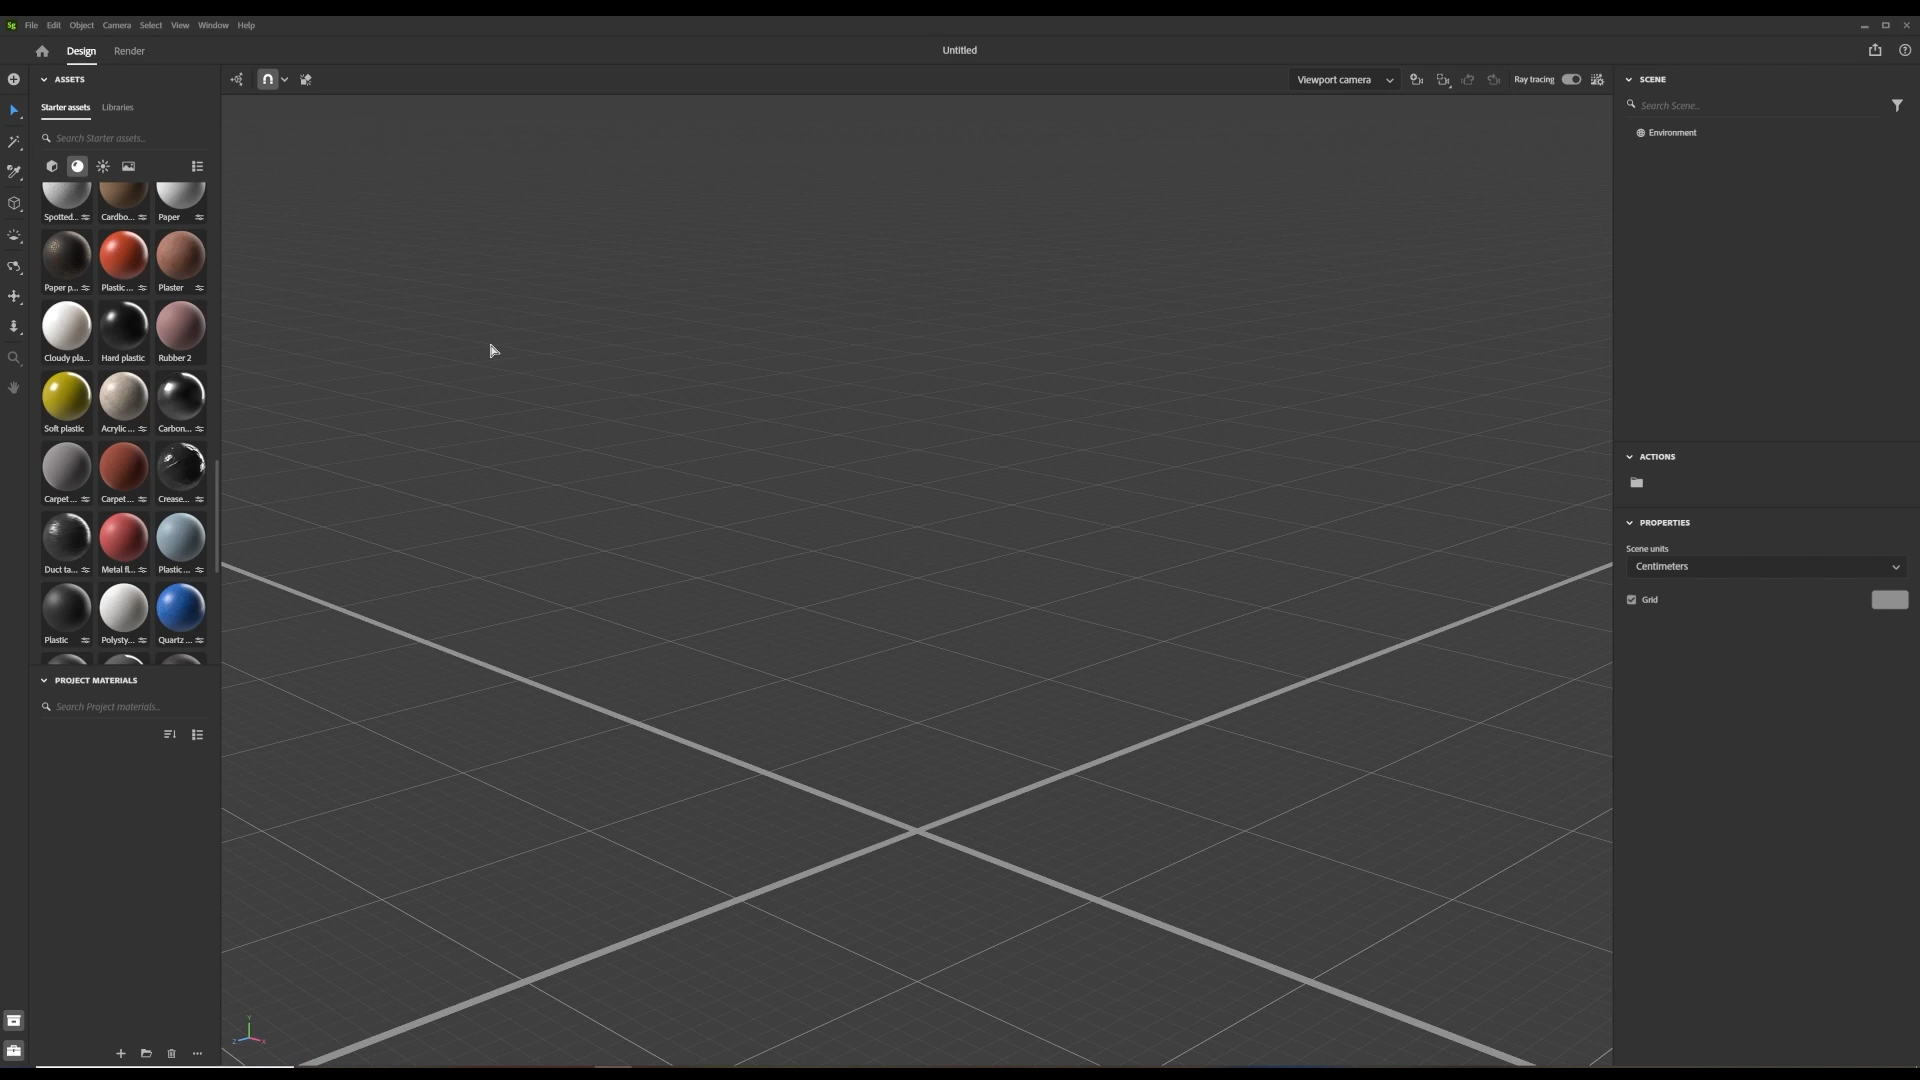 Sg File Edit Object Camera Select View Window Help
Design Render Untitled
ASSETS
Starter assets Libraries
Search Starter assets...
Spotted... Cardbo... Paper
Paper p... Plastic ... Plaster
Cloudy pla... Hard plastic Rubber 2
Soft plastic Acrylic ... Carbon...
Carpet ... Carpet ... Crease...
Duct ta... Metal fl... Plastic ...
Plastic Polysty... Quartz ...
PROJECT MATERIALS
Search Project materials...
Viewport camera Ray tracing
Y
Z X
SCENE
Search Scene...
Environment
ACTIONS
PROPERTIES
Scene units
Centimeters
Grid